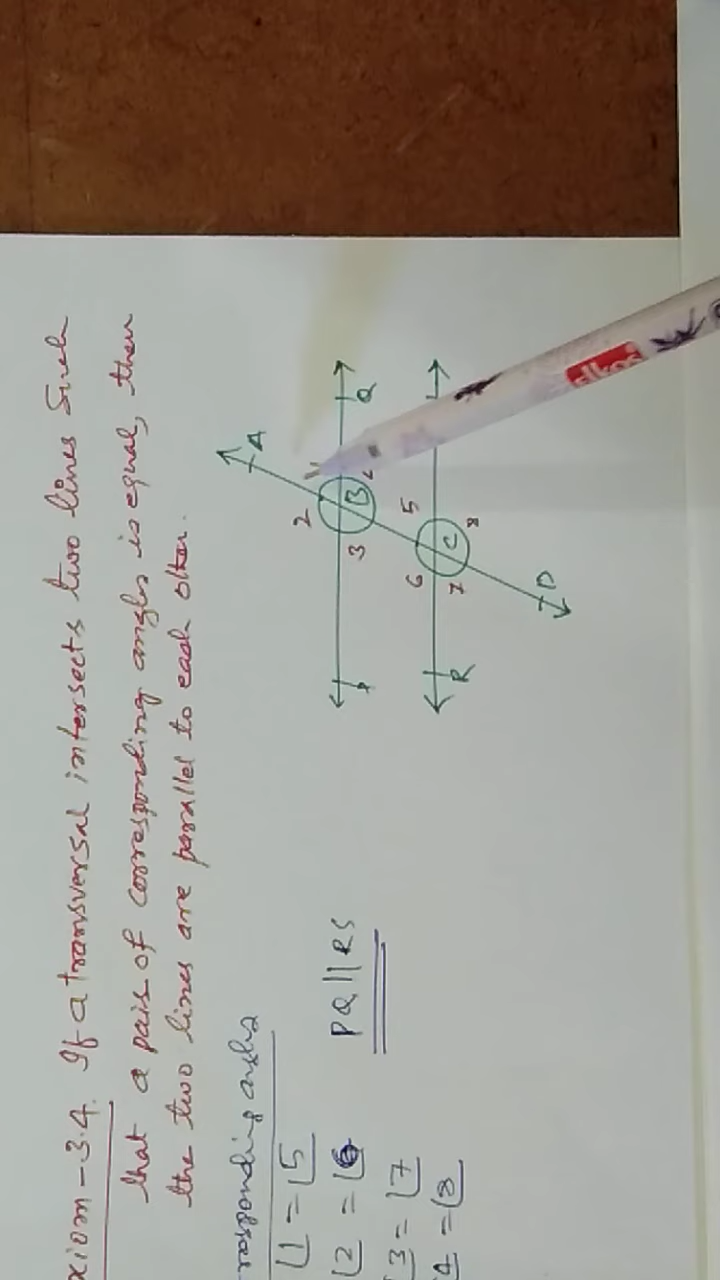 xiom-3.4. If a transversal intersects two lines such
that a pair of corresponding angles is equal, then
the two lines are parallel to each other.
rresponding angles
∠1 = ∠5
∠2 = ∠6
∠3 = ∠7
∠4 = ∠8
PQ || RS
A
2
B
Q
3
5
6
C
8
7
R
D
elkos